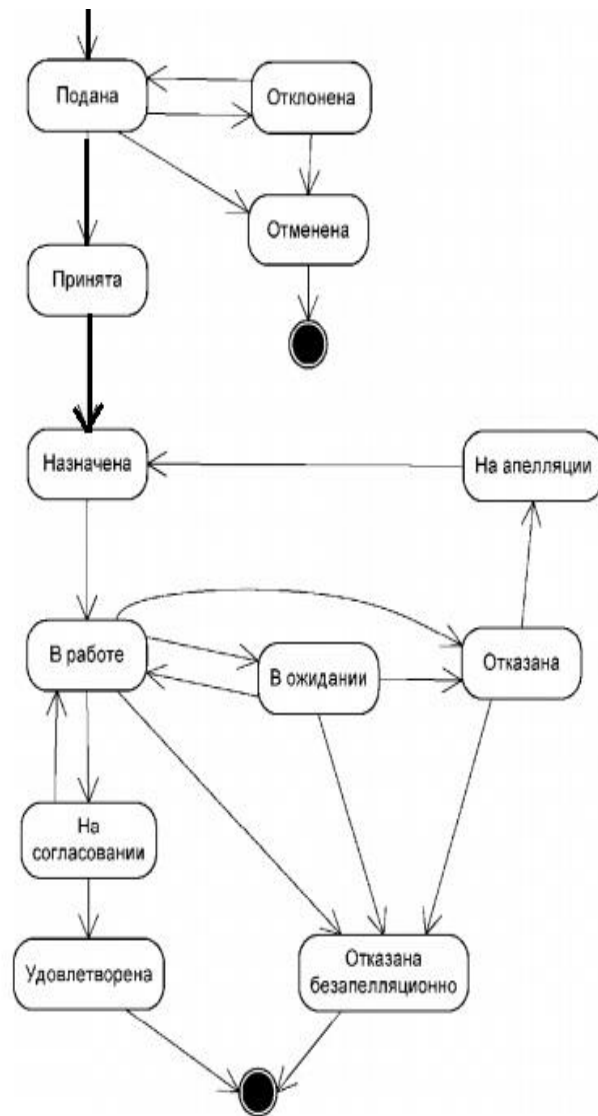 Подана
Отклонена
Отменена
Принята
Назначена
На апелляции
В работе
В ожидании
Отказана
На
согласовании
Удовлетворена
Отказана
безапелляционно